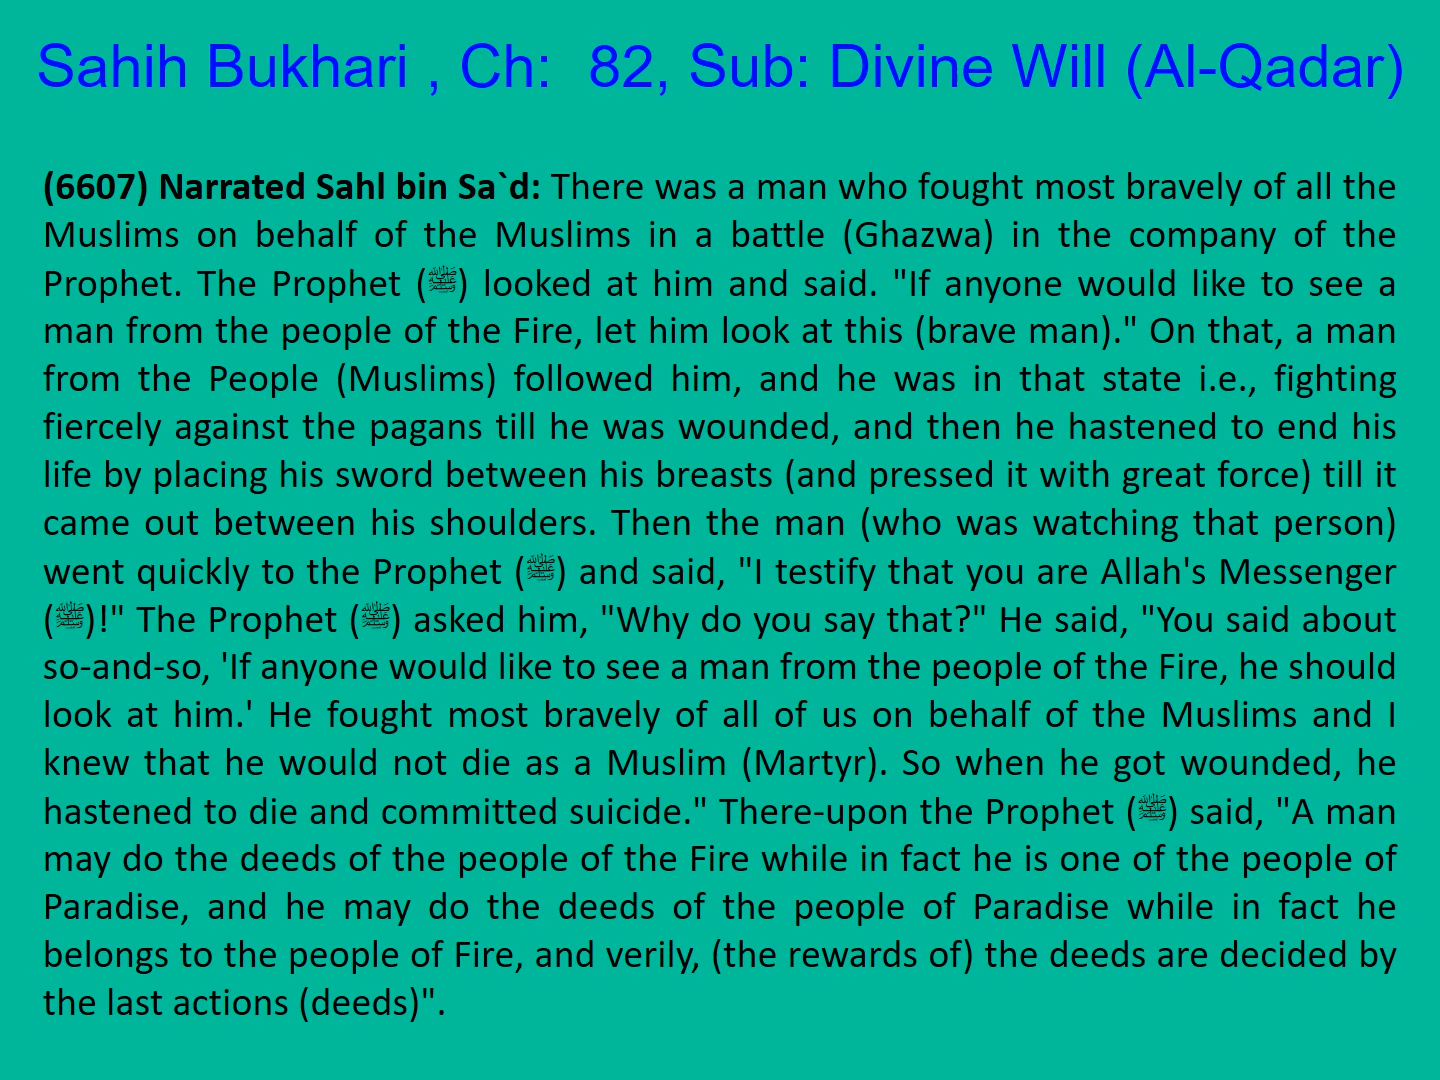 Sahih Bukhari , Ch:  82, Sub: Divine Will (Al-Qadar)
(6607) Narrated Sahl bin Sa`d: There was a man who fought most bravely of all the
Muslims on behalf of the Muslims in a battle (Ghazwa) in the company of the
Prophet. The Prophet (ﷺ) looked at him and said. "If anyone would like to see a
man from the people of the Fire, let him look at this (brave man)." On that, a man
from the People (Muslims) followed him, and he was in that state i.e., fighting
fiercely against the pagans till he was wounded, and then he hastened to end his
life by placing his sword between his breasts (and pressed it with great force) till it
came out between his shoulders. Then the man (who was watching that person)
went quickly to the Prophet (ﷺ) and said, "I testify that you are Allah's Messenger
(ﷺ)!" The Prophet (ﷺ) asked him, "Why do you say that?" He said, "You said about
so-and-so, 'If anyone would like to see a man from the people of the Fire, he should
look at him.' He fought most bravely of all of us on behalf of the Muslims and I
knew that he would not die as a Muslim (Martyr). So when he got wounded, he
hastened to die and committed suicide." There-upon the Prophet (ﷺ) said, "A man
may do the deeds of the people of the Fire while in fact he is one of the people of
Paradise, and he may do the deeds of the people of Paradise while in fact he
belongs to the people of Fire, and verily, (the rewards of) the deeds are decided by
the last actions (deeds)".